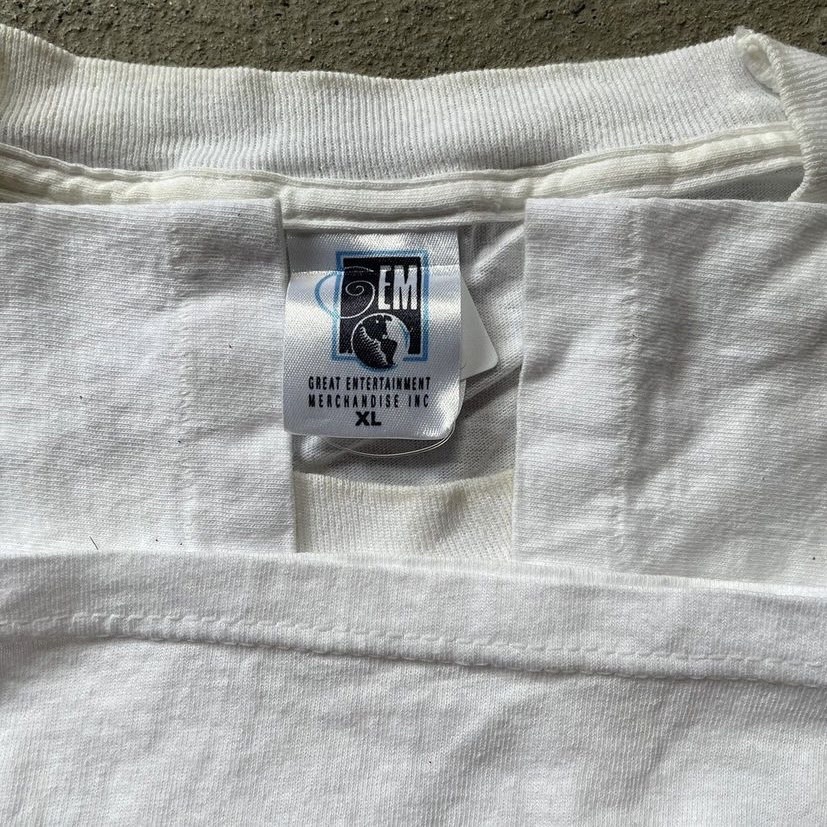 GEM
GREAT ENTERTAINMENT
MERCHANDISE INC
XL